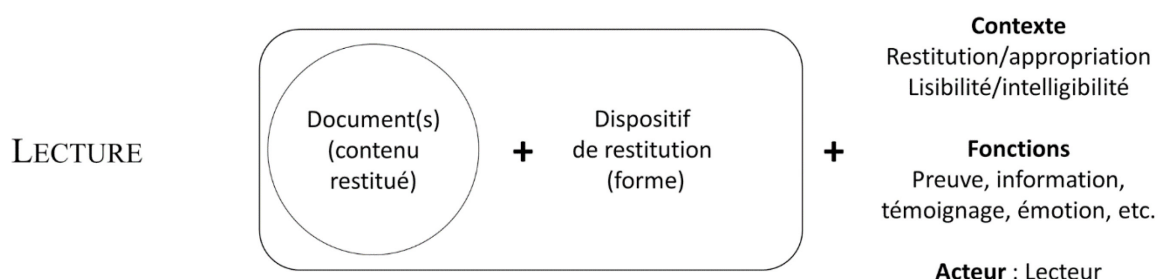 LECTURE
Document(s)
(contenu
restitué)
+
Dispositif
de restitution
(forme)
+
Contexte
Restitution/appropriation
Lisibilité/intelligibilité
Fonctions
Preuve, information,
témoignage, émotion, etc.
Acteur : Lecteur